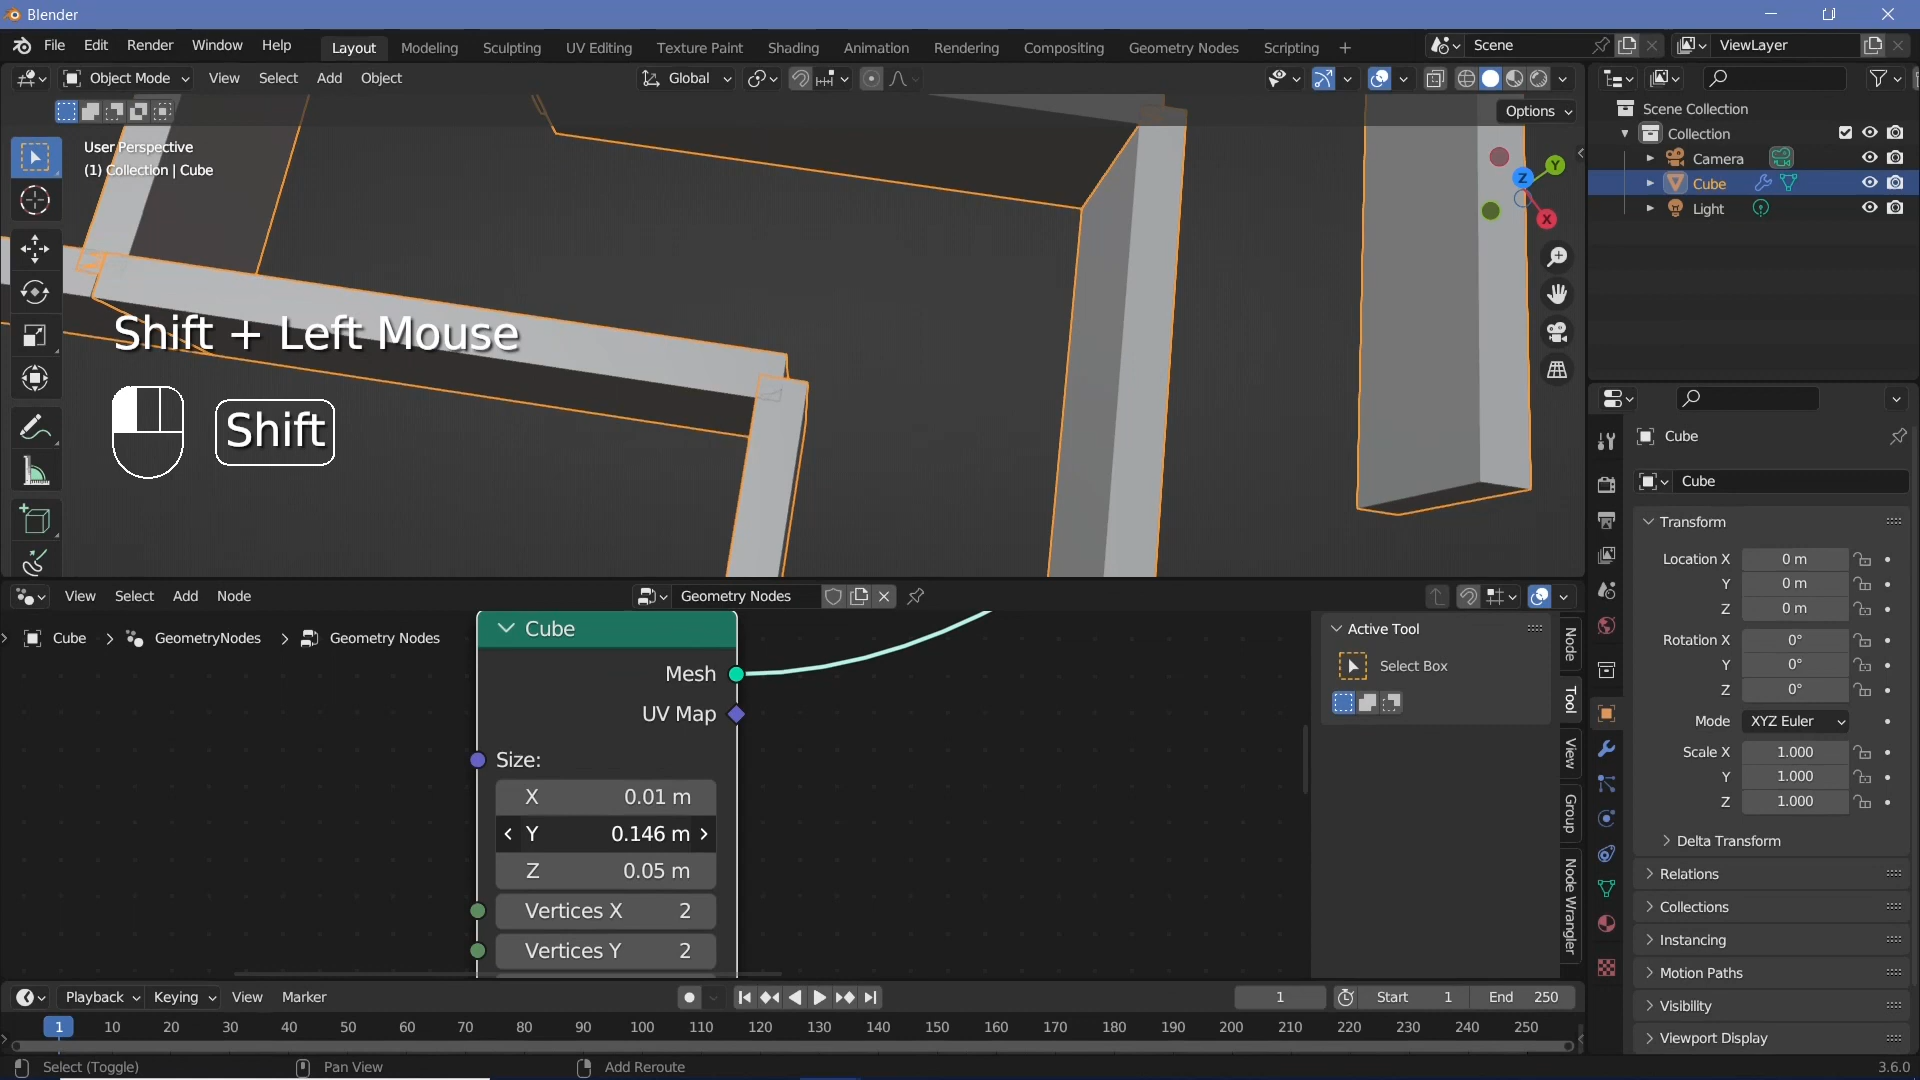 Blender
File Edit Render Window Help
Layout Modeling Sculpting UV Editing Texture Paint Shading Animation Rendering Compositing Geometry Nodes Scripting +
Scene
ViewLayer
Object Mode View Select Add Object
Global
Options
User Perspective
(1) Collection | Cube
Z Y X
Shift + Left Mouse
Shift
Scene Collection
Collection
Camera
Cube
Light
Cube
Cube
Transform
Location X 0 m
Y 0 m
Z 0 m
Rotation X 0°
Y 0°
Z 0°
Mode XYZ Euler
Scale X 1.000
Y 1.000
Z 1.000
Delta Transform
Relations
Collections
Instancing
Motion Paths
Visibility
Viewport Display
View Select Add Node
Geometry Nodes
Cube > GeometryNodes > Geometry Nodes
Cube
Mesh
UV Map
Size:
X 0.01 m
Y 0.146 m
Z 0.05 m
Vertices X 2
Vertices Y 2
Active Tool
Select Box
Node
Tool
View
Group
Node Wrangler
Playback Keying View Marker
1
Start 1 End 250
1 10 20 30 40 50 60 70 80 90 100 110 120 130 140 150 160 170 180 190 200 210 220 230 240 250
Select (Toggle)
Pan View
Add Reroute
3.6.0